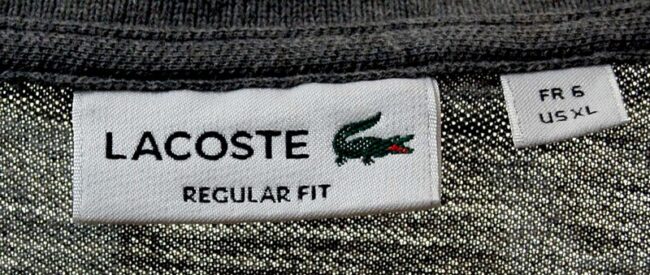 LACOSTE
REGULAR FIT
FR 6
US XL